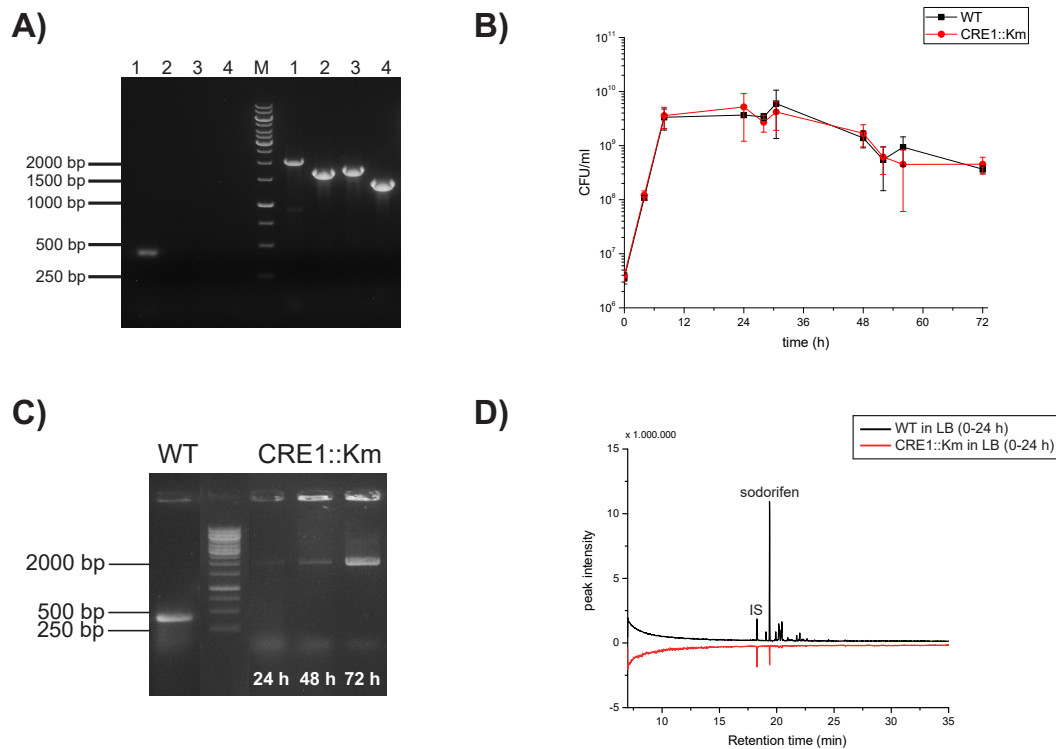 A)
1 2 3 4 M 1 2 3 4
2000 bp
1500 bp
1000 bp
500 bp
250 bp
B)
WT
CRE1::Km
10^11
10^10
10^9
10^8
10^7
10^6
CFU/ml
0 12 24 36 48 60 72
time (h)
C)
WT CRE1::Km
2000 bp
500 bp
250 bp
24 h 48 h 72 h
D)
WT in LB (0-24 h)
CRE1::Km in LB (0-24 h)
x 1.000.000
15
10
5
0
-5
peak intensity
sodorifen
IS
10 15 20 25 30 35
Retention time (min)